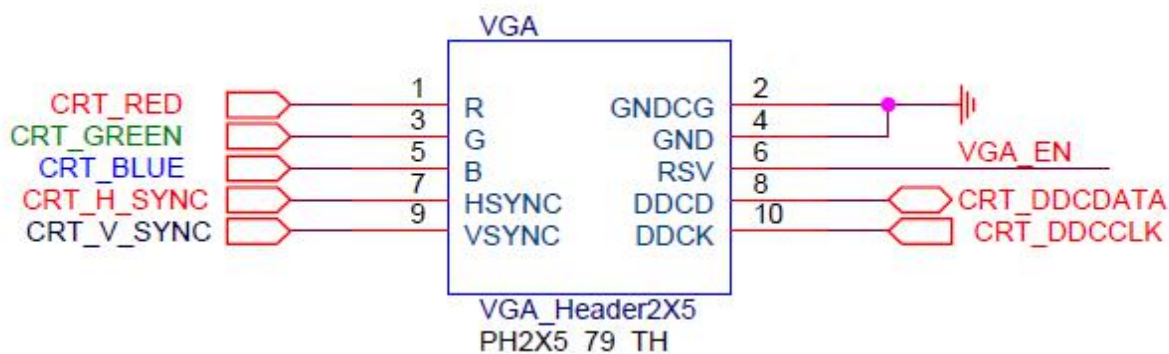 VGA
CRT_RED 1 R GNDCG 2
CRT_GREEN 3 G GND 4
CRT_BLUE 5 B RSV 6 VGA_EN
CRT_H_SYNC 7 HSYNC DDCD 8 CRT_DDCDATA
CRT_V_SYNC 9 VSYNC DDCK 10 CRT_DDCCLK
VGA_Header2X5
PH2X5_79_TH